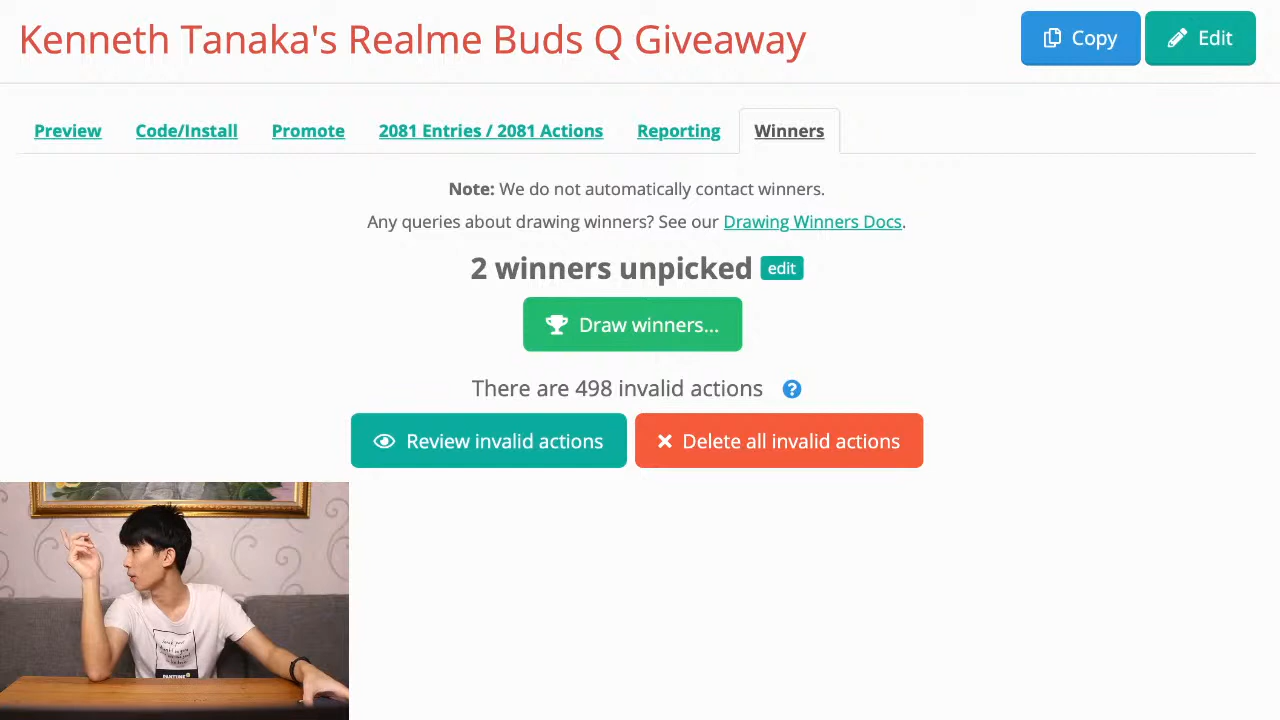 Kenneth Tanaka's Realme Buds Q Giveaway
Copy
Edit
Preview
Code/Install
Promote
2081 Entries / 2081 Actions
Reporting
Winners
Note: We do not automatically contact winners.
Any queries about drawing winners? See our Drawing Winners Docs.
2 winners unpicked edit
Draw winners...
There are 498 invalid actions ?
Review invalid actions
Delete all invalid actions
PANTONE